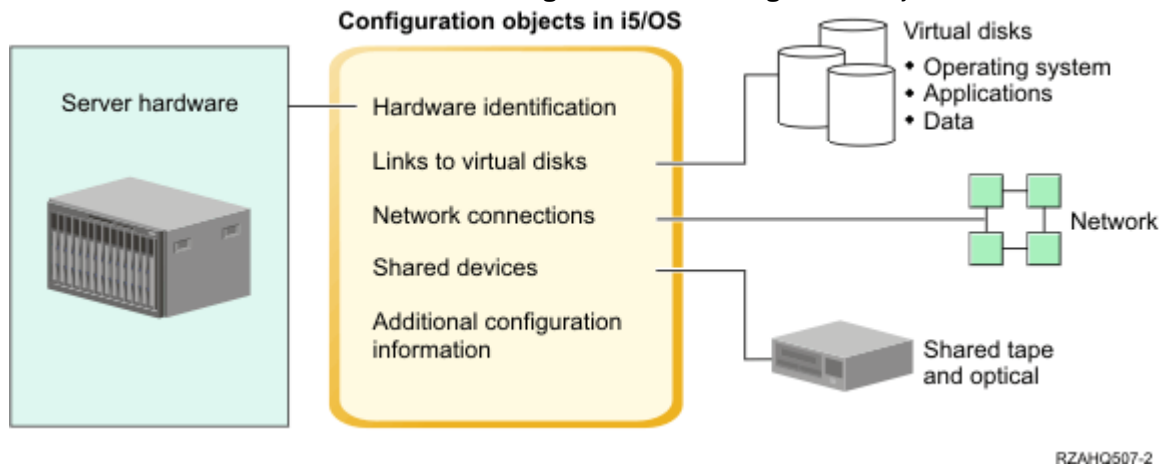 Configuration objects in i5/OS
Server hardware
Hardware identification
Links to virtual disks
Network connections
Shared devices
Additional configuration
information
Virtual disks
• Operating system
• Applications
• Data
Network
Shared tape
and optical
RZAHQ507-2